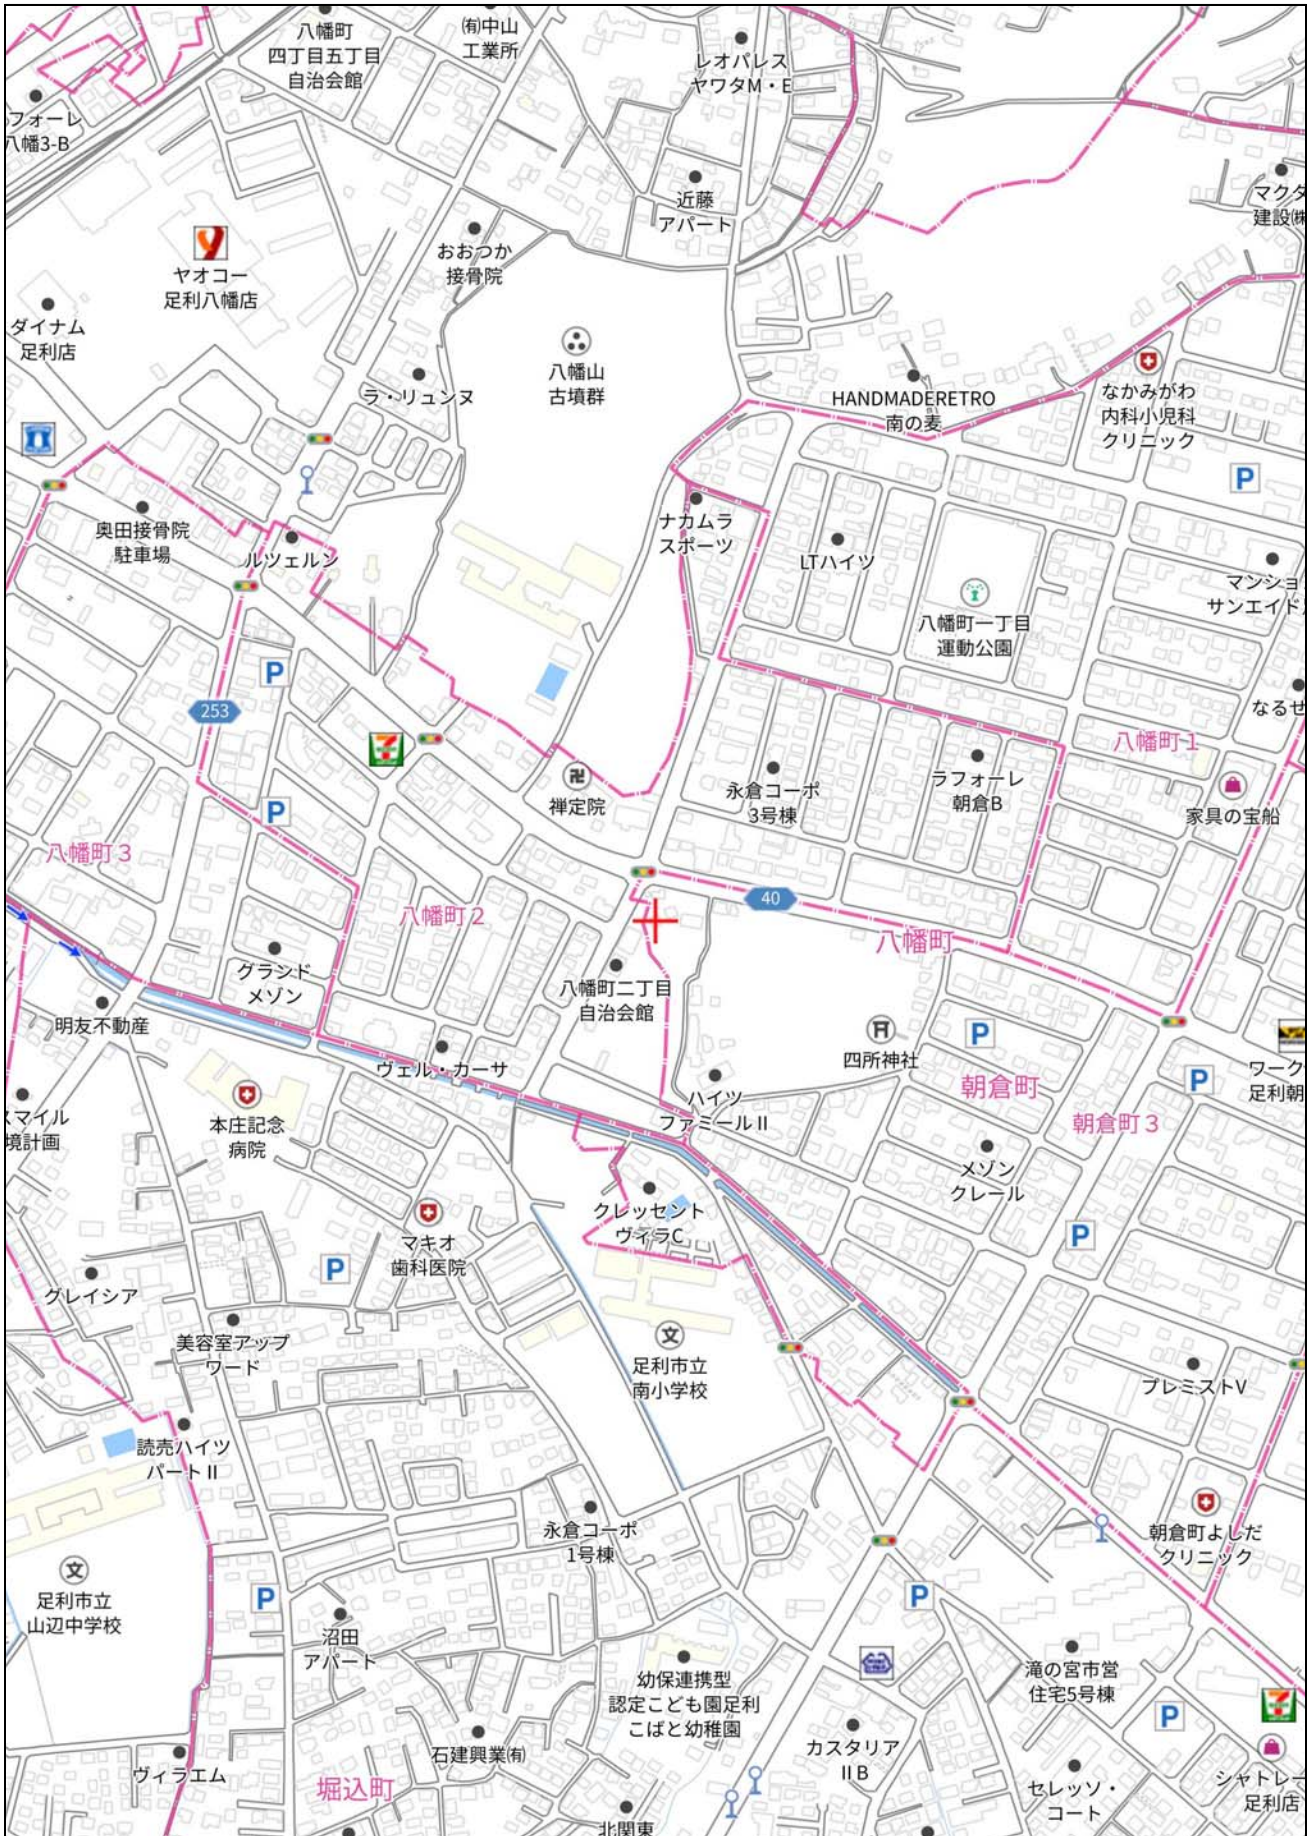 八幡町
四丁目五丁目
自治会館
㈲中山
工業所
レオパレス
ヤワタM・E
フォーレ
八幡3-B
近藤
アパート
マクタ
建設㈱
おおつか
接骨院
ヤオコー
足利八幡店
ダイナム
足利店
八幡山
古墳群
ラ・リュンヌ
HANDMADERETRO
南の麦
なかみがわ
内科小児科
クリニック
P
奥田接骨院
駐車場
ルツェルン
ナカムラ
スポーツ
LTハイツ
マンショ
サンエイド
八幡町一丁目
運動公園
P
253
なるせ
八幡町1
7
卍
禅定院
永倉コーポ
3号棟
ラフォーレ
朝倉B
家具の宝船
P
八幡町3
40
八幡町2
八幡町
グランド
メゾン
八幡町二丁目
自治会館
明友不動産
四所神社
P
ヴェル・カーサ
朝倉町
P
ワーク
足利朝
スマイル
境計画
本庄記念
病院
ハイツ
ファミールⅡ
朝倉町3
メゾン
クレール
クレッセント
ヴィラC
マキオ
歯科医院
P
P
グレイシア
美容室アップ
ワード
文
足利市立
南小学校
プレミストV
読売ハイツ
パートⅡ
永倉コーポ
1号棟
朝倉町よしだ
クリニック
文
足利市立
山辺中学校
P
P
沼田
アパート
幼保連携型
認定こども園足利
こばと幼稚園
滝の宮市営
住宅5号棟
7
P
石建興業㈲
カスタリア
ⅡB
ヴィラエム
堀込町
セレッソ・
コート
シャトレー
足利店
北関東